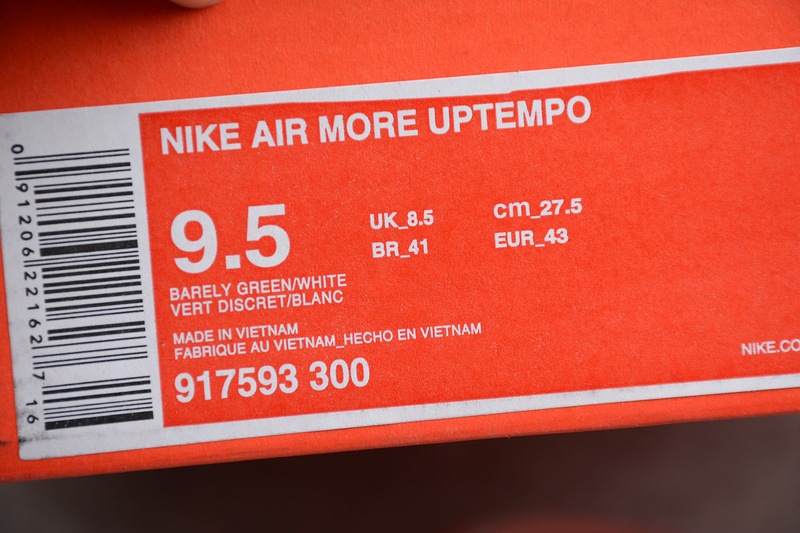 NIKE AIR MORE UPTEMPO
9.5
UK_8.5
cm_27.5
BR_41
EUR_43
BARELY GREEN/WHITE
VERT DISCRET/BLANC
MADE IN VIETNAM
FABRIQUE AU VIETNAM_HECHO EN VIETNAM
917593 300
NIKE.CO
0 91206 22162 7 16